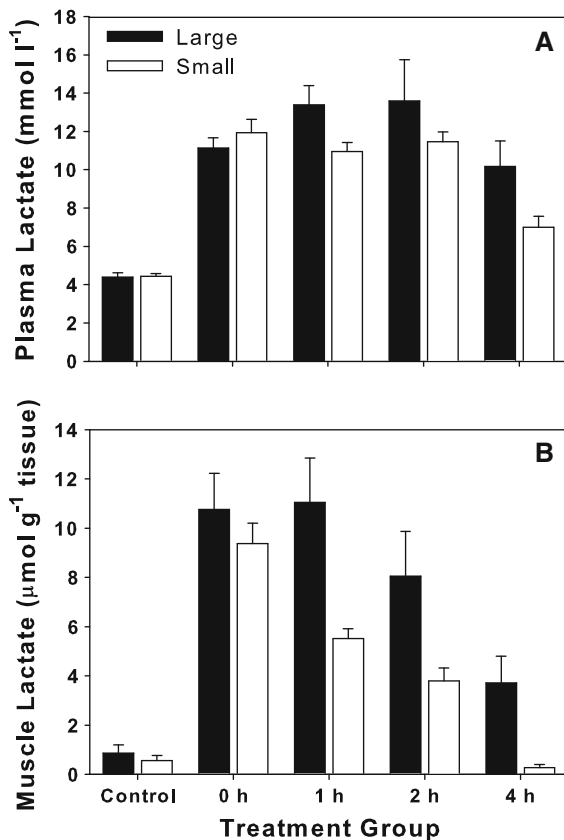 Large
Small
A
Plasma Lactate (mmol l⁻¹)
18
16
14
12
10
8
6
4
2
0
B
Muscle Lactate (μmol g⁻¹ tissue)
14
12
10
8
6
4
2
0
Control 0 h 1 h 2 h 4 h
Treatment Group